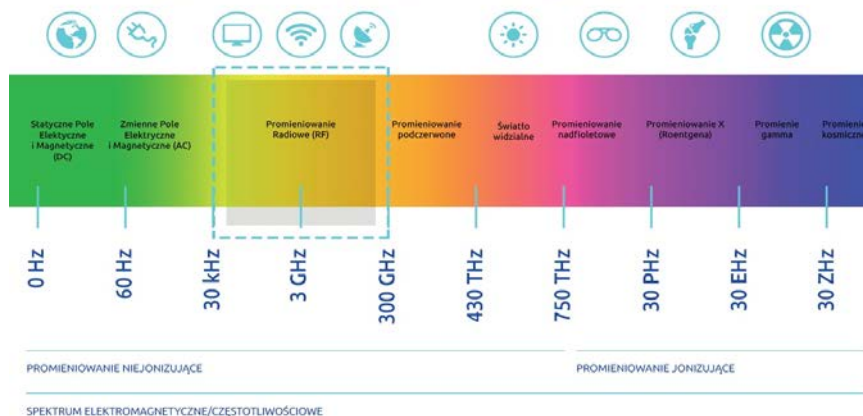 Statyczne Pole
Elektyczne
i Magnetyczne
(DC)
Zmienne Pole
Elektryczne
i Magnetyczne (AC)
Promieniowanie
Radiowe (RF)
Promieniowanie
podczerwone
Światło
widzialne
Promieniowanie
nadfioletowe
Promieniowanie X
(Roentgena)
Promienie
gamma
Promienie
kosmiczne
0 Hz
60 Hz
30 kHz
3 GHz
300 GHz
430 THz
750 THz
30 PHz
30 EHz
30 ZHz
PROMIENIOWANIE NIEJONIZUJĄCE
PROMIENIOWANIE JONIZUJĄCE
SPEKTRUM ELEKTROMAGNETYCZNE/CZĘSTOTLIWOŚCIOWE